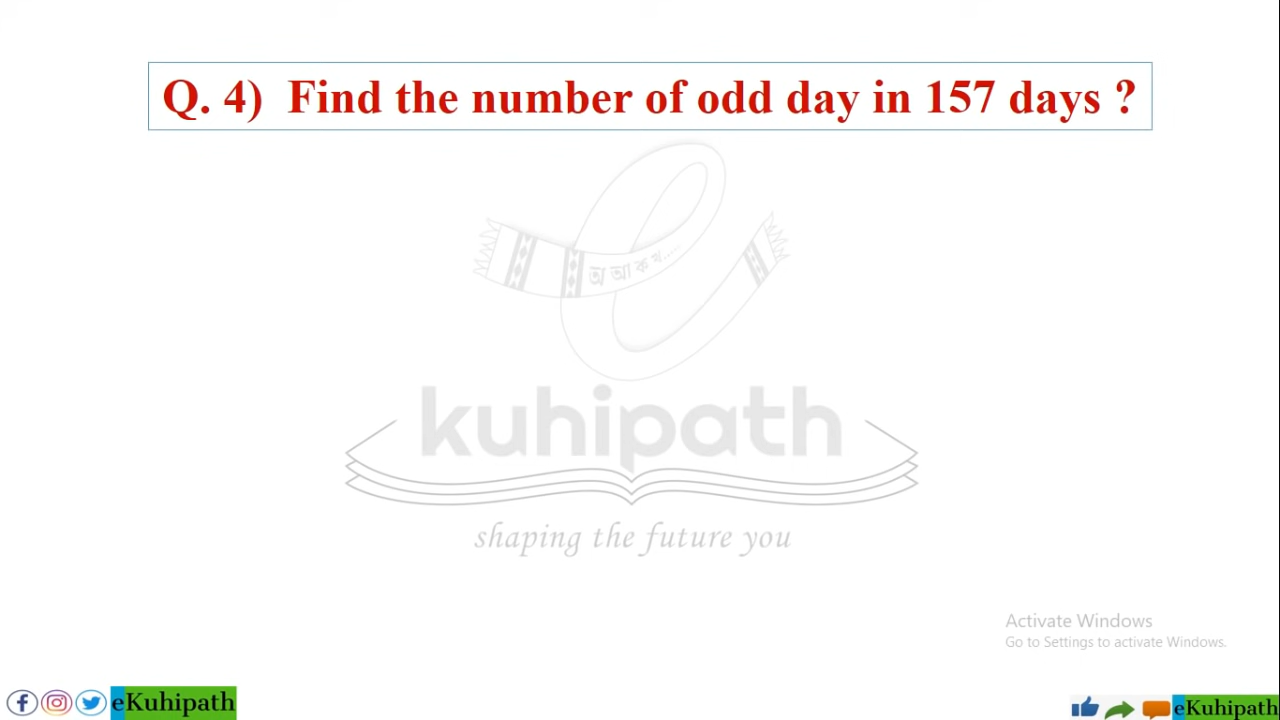 Q. 4) Find the number of odd day in 157 days ?
অ আ ক খ....
kuhipath
shaping the future you
Activate Windows
Go to Settings to activate Windows.
eKuhipath
eKuhipath